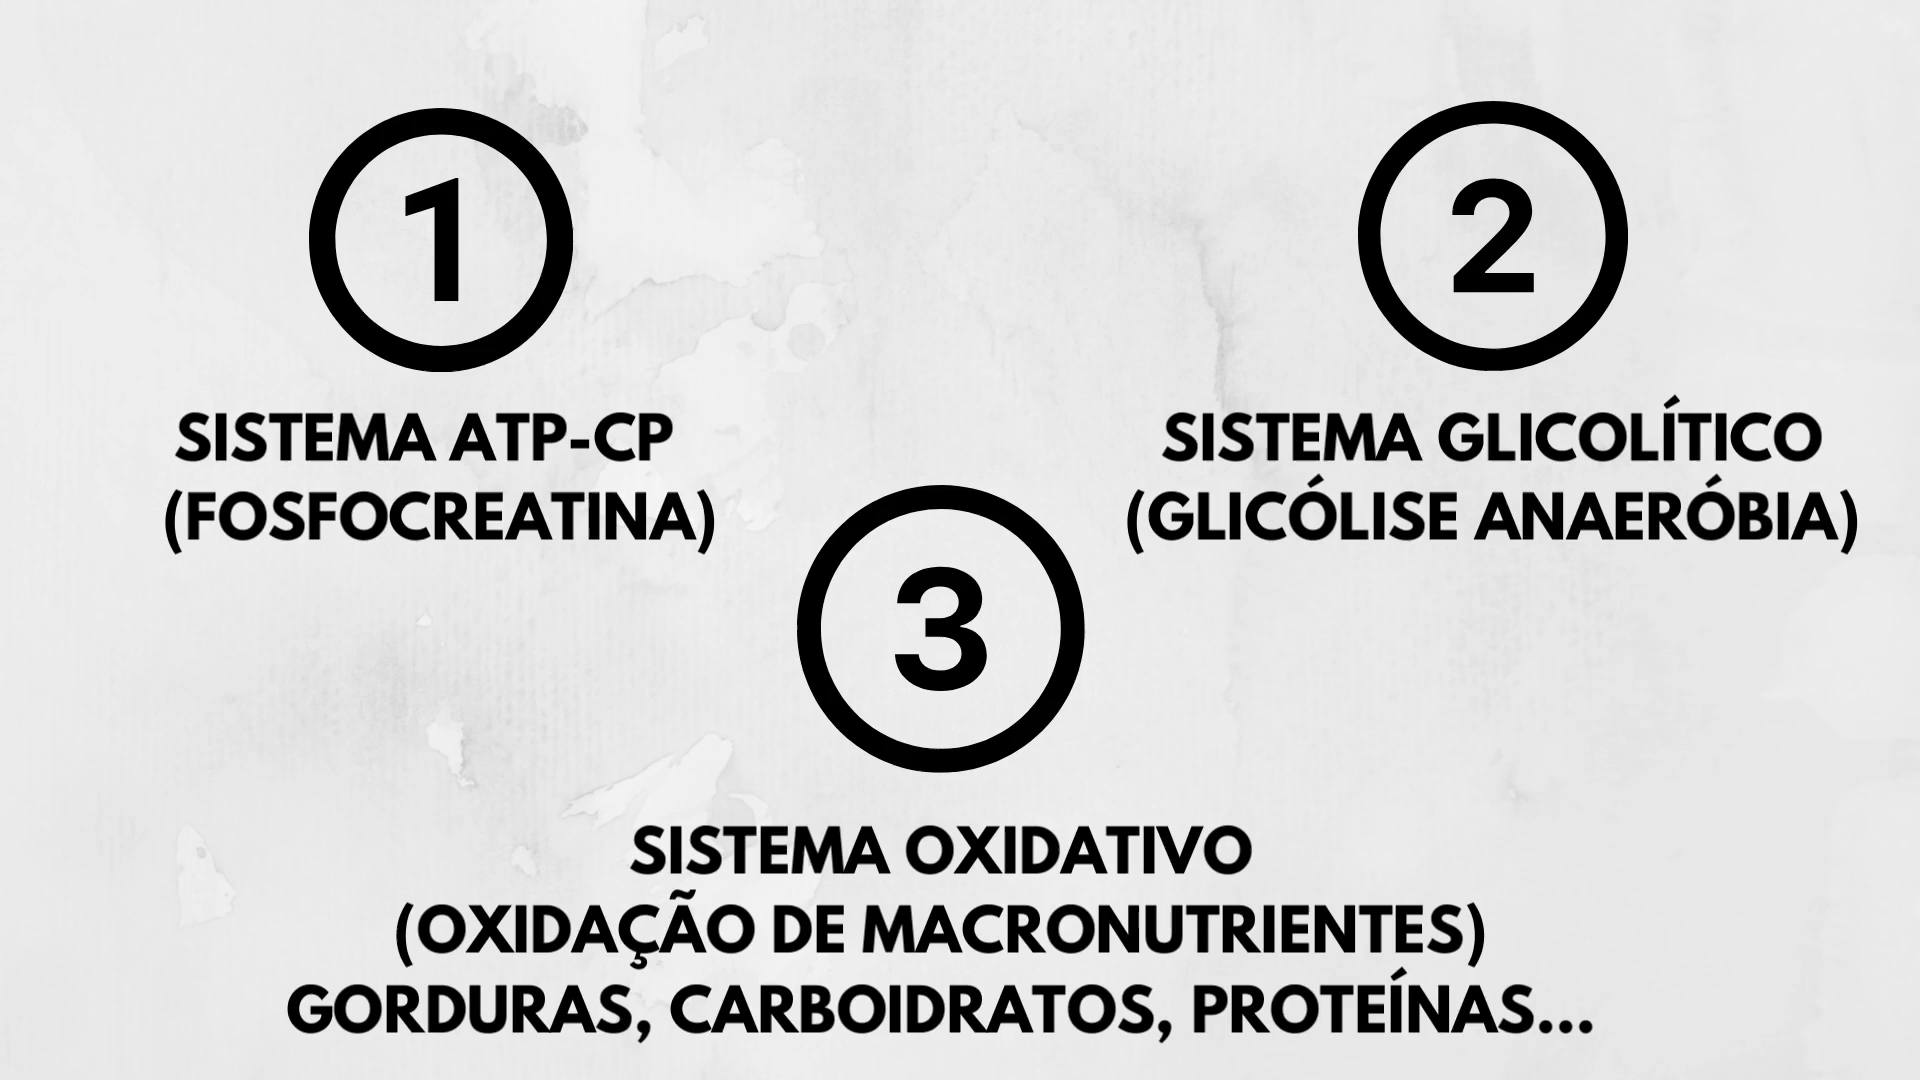 1
SISTEMA ATP-CP
(FOSFOCREATINA)
2
SISTEMA GLICOLÍTICO
(GLICÓLISE ANAERÓBIA)
3
SISTEMA OXIDATIVO
(OXIDAÇÃO DE MACRONUTRIENTES)
GORDURAS, CARBOIDRATOS, PROTEÍNAS...